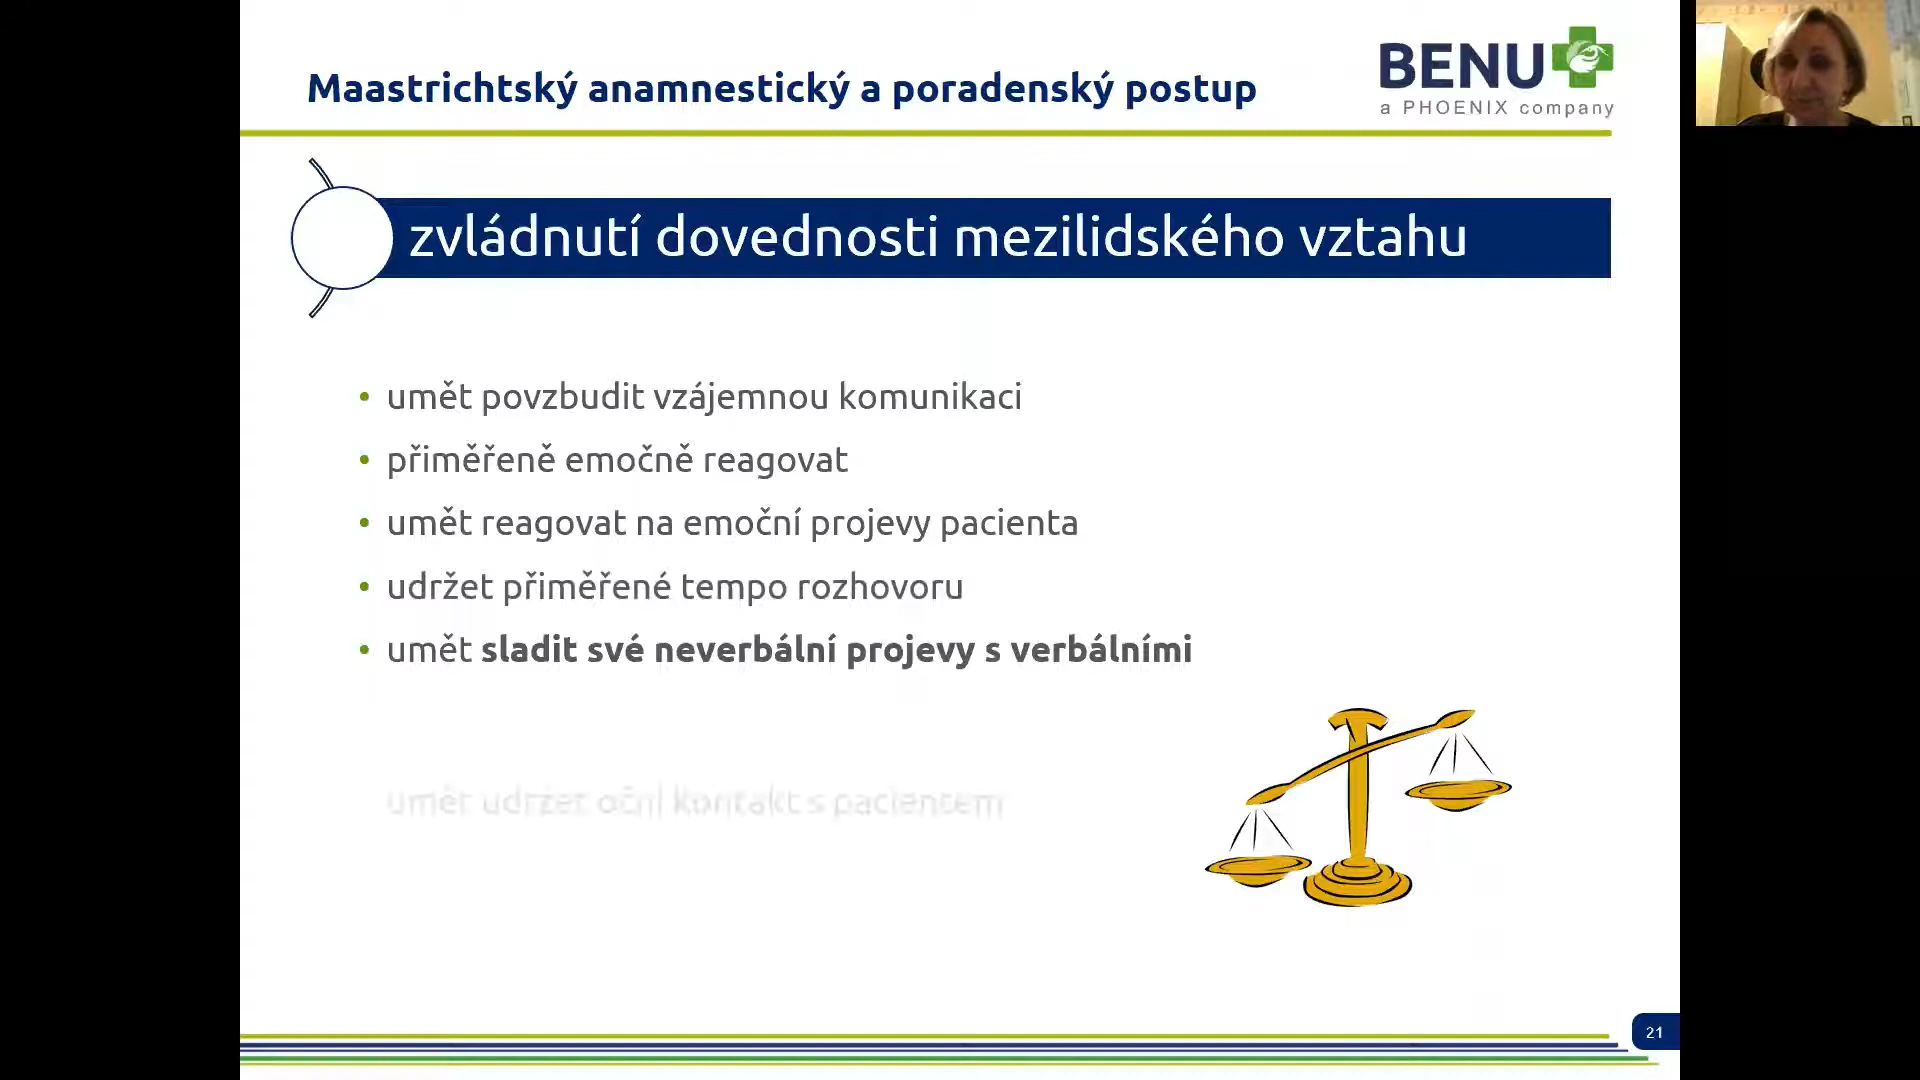 Maastrichtský anamnestický a poradenský postup
BENU
a PHOENIX company
zvládnutí dovednosti mezilidského vztahu
• umět povzbudit vzájemnou komunikaci
• přiměřeně emočně reagovat
• umět reagovat na emoční projevy pacienta
• udržet přiměřené tempo rozhovoru
• umět sladit své neverbální projevy s verbálními
umět udržet oční kontakt s pacientem
21